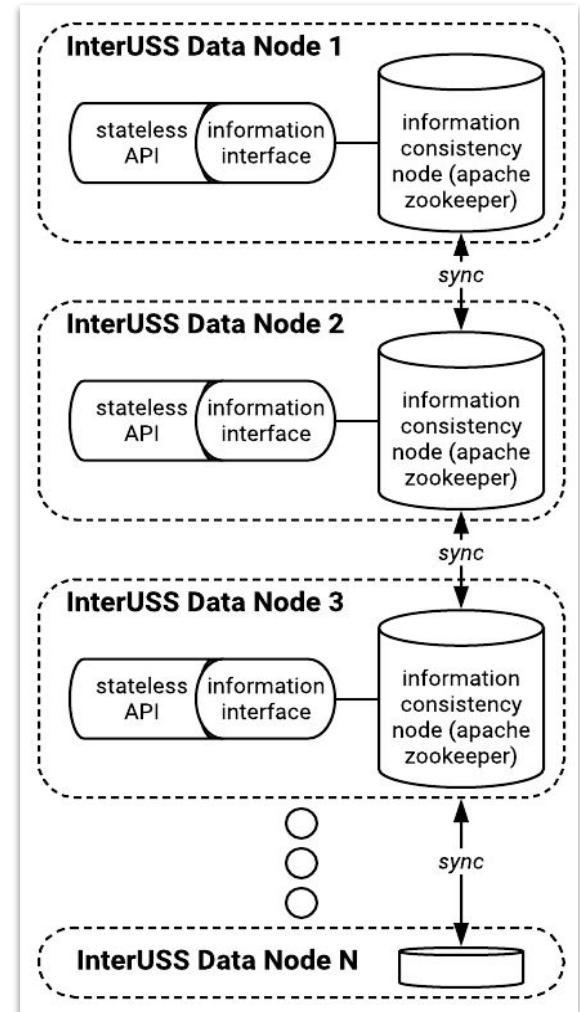 InterUSS Data Node 1
stateless
API
information
interface
information
consistency
node (apache
zookeeper)
sync
InterUSS Data Node 2
stateless
API
information
interface
information
consistency
node (apache
zookeeper)
sync
InterUSS Data Node 3
stateless
API
information
interface
information
consistency
node (apache
zookeeper)
sync
InterUSS Data Node N